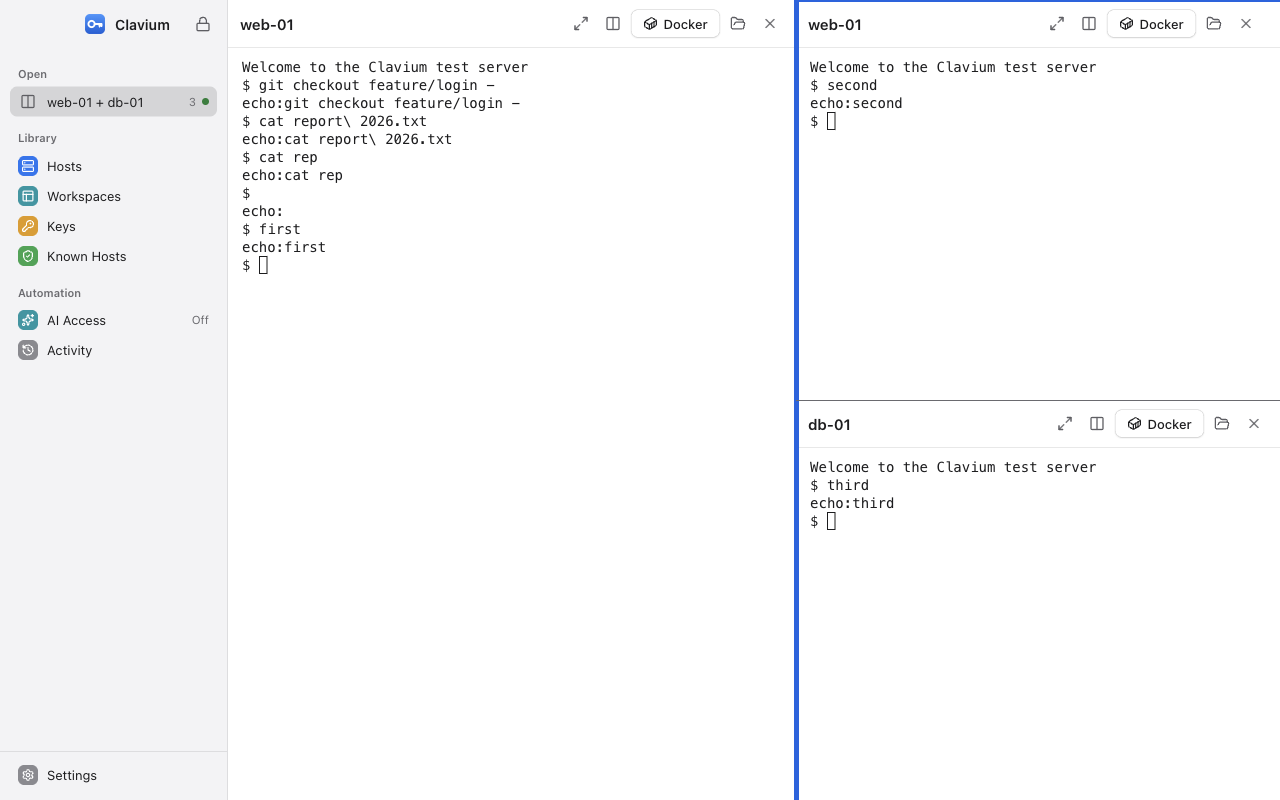 Clavium
Open
web-01 + db-01 3
Library
Hosts
Workspaces
Keys
Known Hosts
Automation
AI Access Off
Activity
Settings
web-01 Docker
Welcome to the Clavium test server
$ git checkout feature/login −
echo:git checkout feature/login −
$ cat report\ 2026.txt
echo:cat report\ 2026.txt
$ cat rep
echo:cat rep
$
echo:
$ first
echo:first
$
web-01 Docker
Welcome to the Clavium test server
$ second
echo:second
$
db-01 Docker
Welcome to the Clavium test server
$ third
echo:third
$